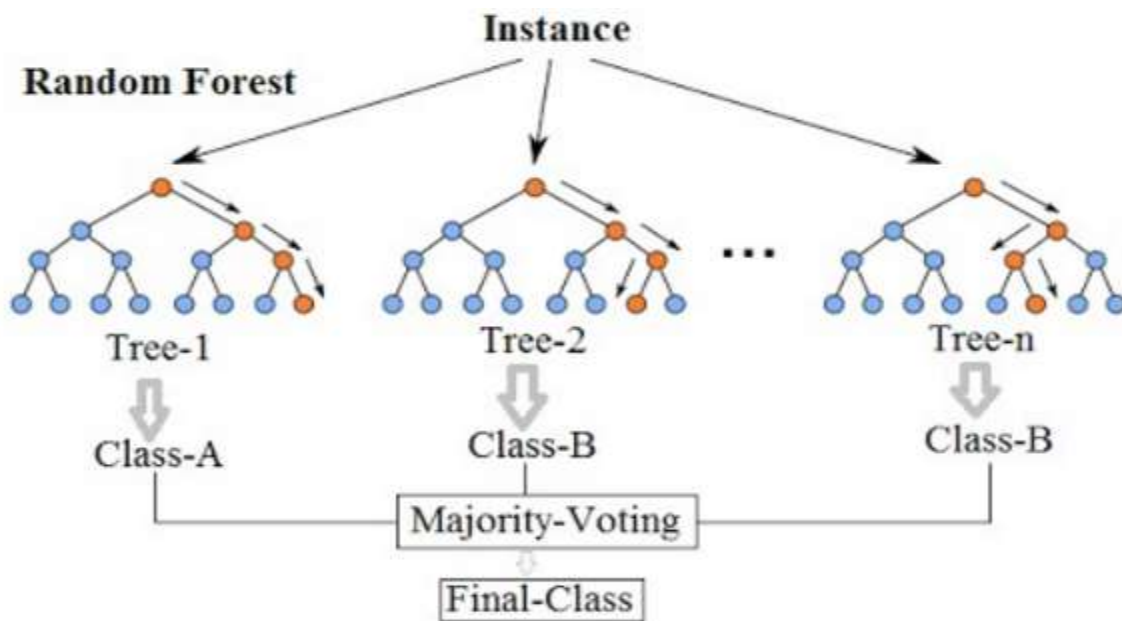 Instance
Random Forest
...
Tree-1
Tree-2
Tree-n
Class-A
Class-B
Class-B
Majority-Voting
Final-Class